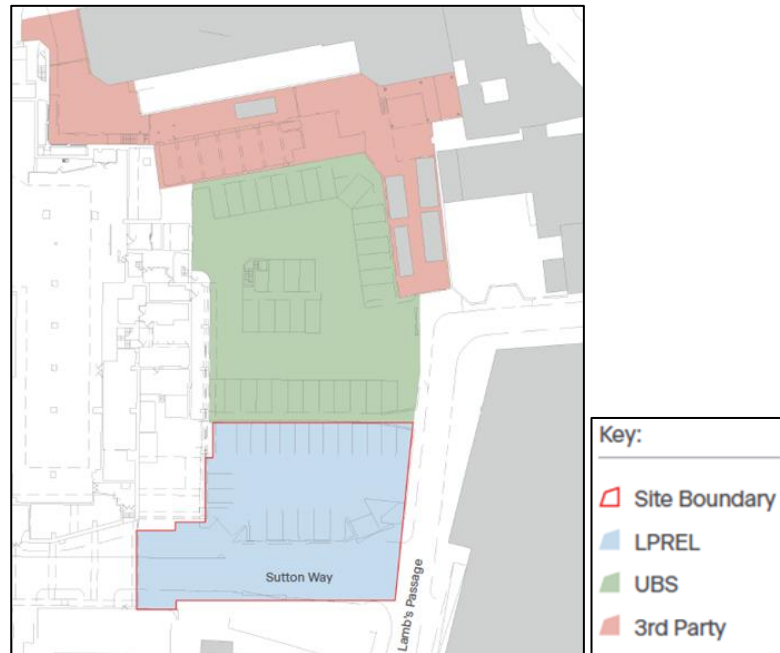 Sutton Way
Lamb's Passage
Key:
Site Boundary
LPREL
UBS
3rd Party